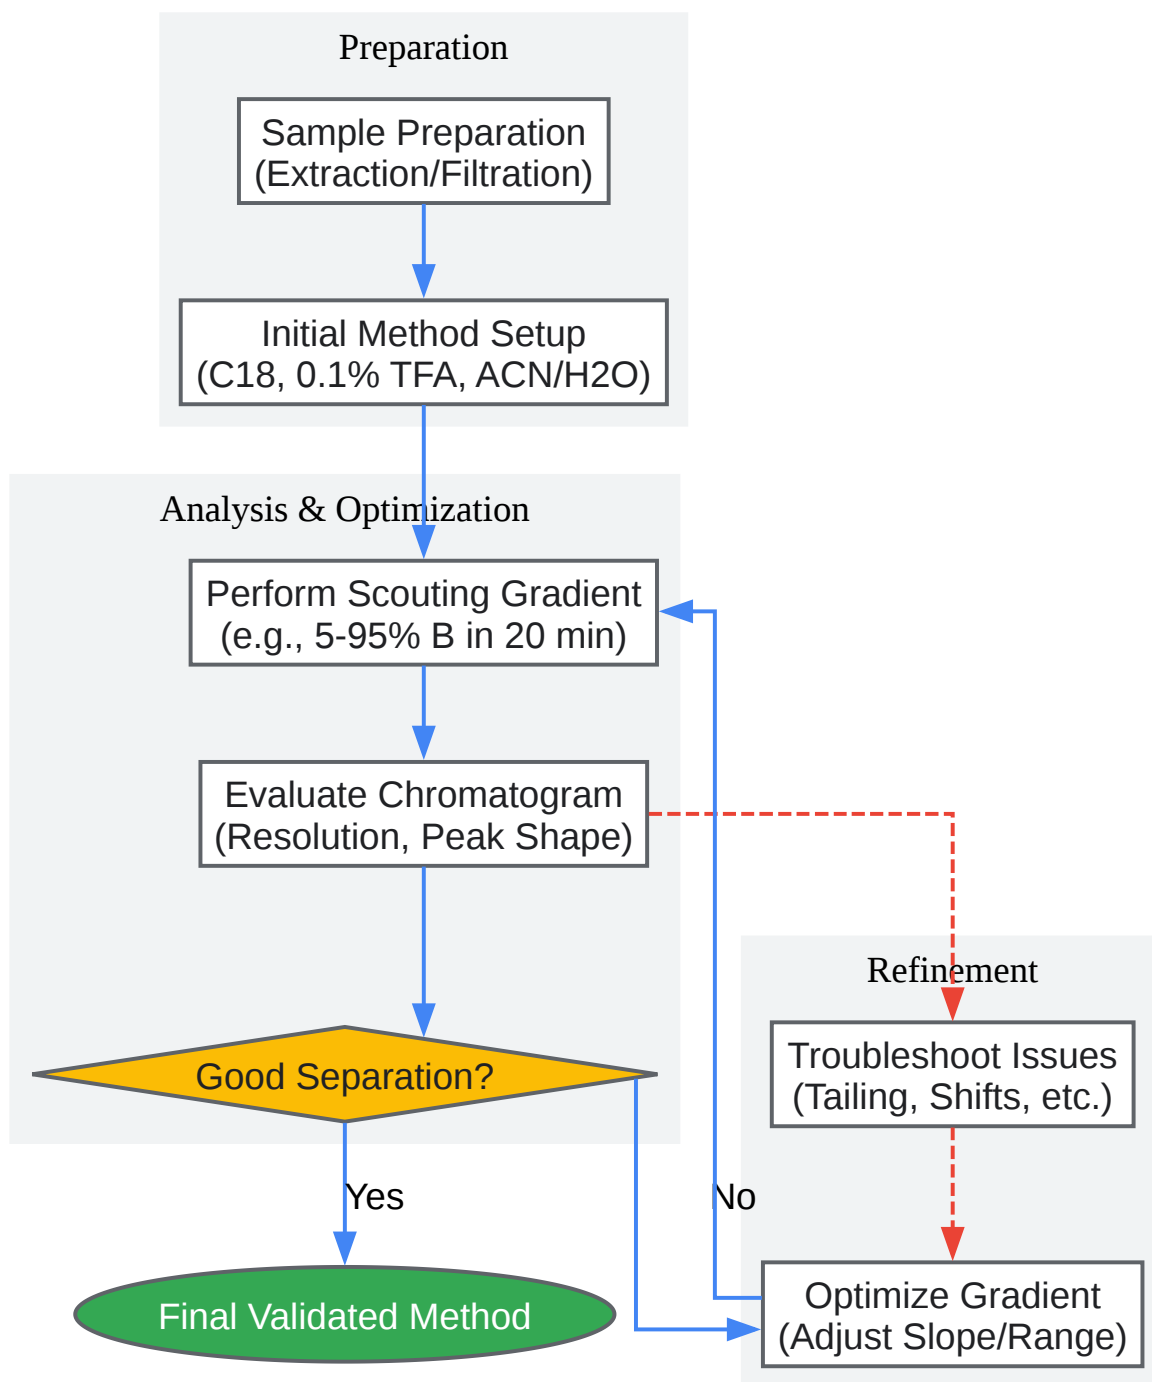 Preparation
Sample Preparation
(Extraction/Filtration)
Initial Method Setup
(C18, 0.1% TFA, ACN/H2O)
Analysis & Optimization
Perform Scouting Gradient
(e.g., 5-95% B in 20 min)
Evaluate Chromatogram
(Resolution, Peak Shape)
Good Separation?
Refinement
Troubleshoot Issues
(Tailing, Shifts, etc.)
Yes
No
Final Validated Method
Optimize Gradient
(Adjust Slope/Range)